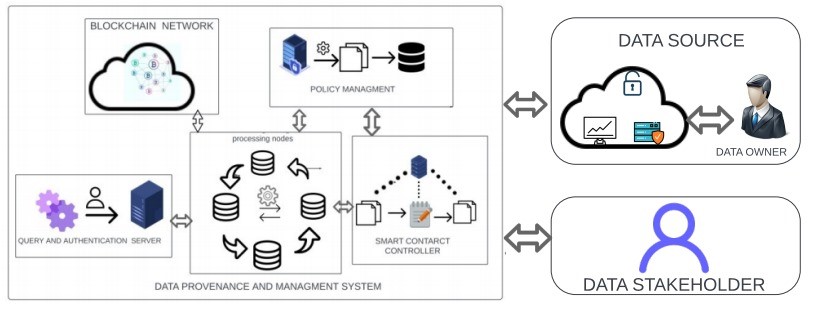 BLOCKCHAIN NETWORK
POLICY MANAGMENT
processing nodes
QUERY AND AUTHENTICATION SERVER
SMART CONTARCT
CONTROLLER
DATA PROVENANCE AND MANAGMENT SYSTEM
DATA SOURCE
DATA OWNER
DATA STAKEHOLDER